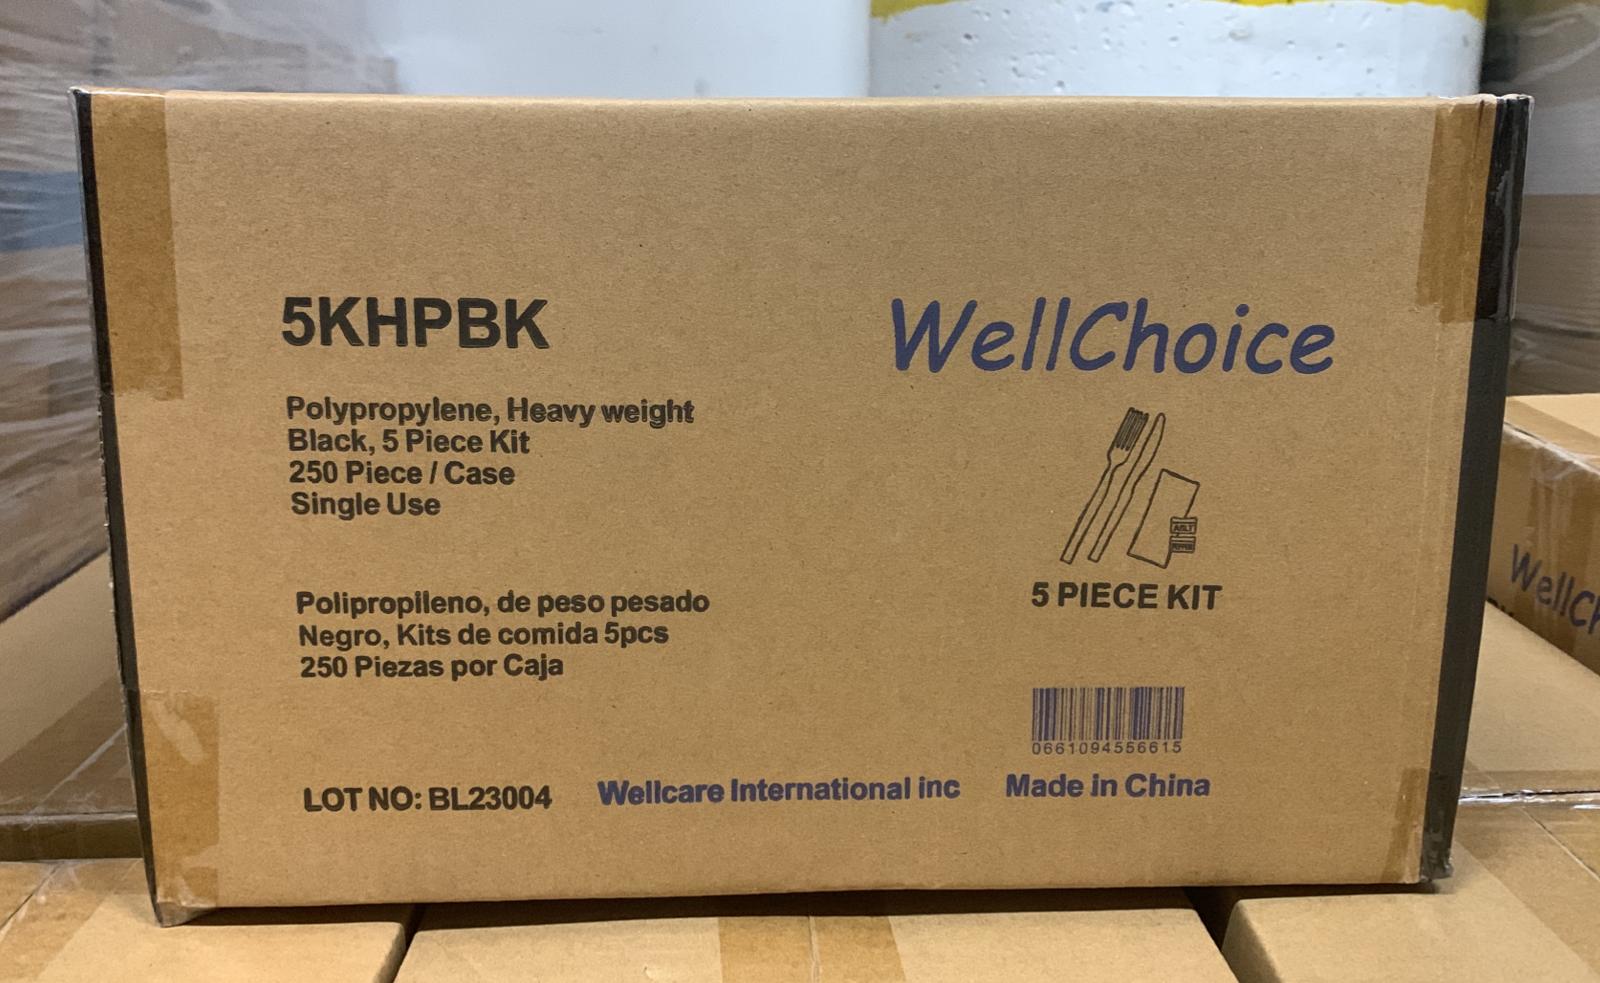 5KHPBK
WellChoice
Polypropylene, Heavy weight
Black, 5 Piece Kit
250 Piece / Case
Single Use
5 PIECE KIT
Polipropileno, de peso pesado
Negro, Kits de comida 5pcs
250 Piezas por Caja
0661094556615
LOT NO: BL23004
Wellcare International inc
Made in China